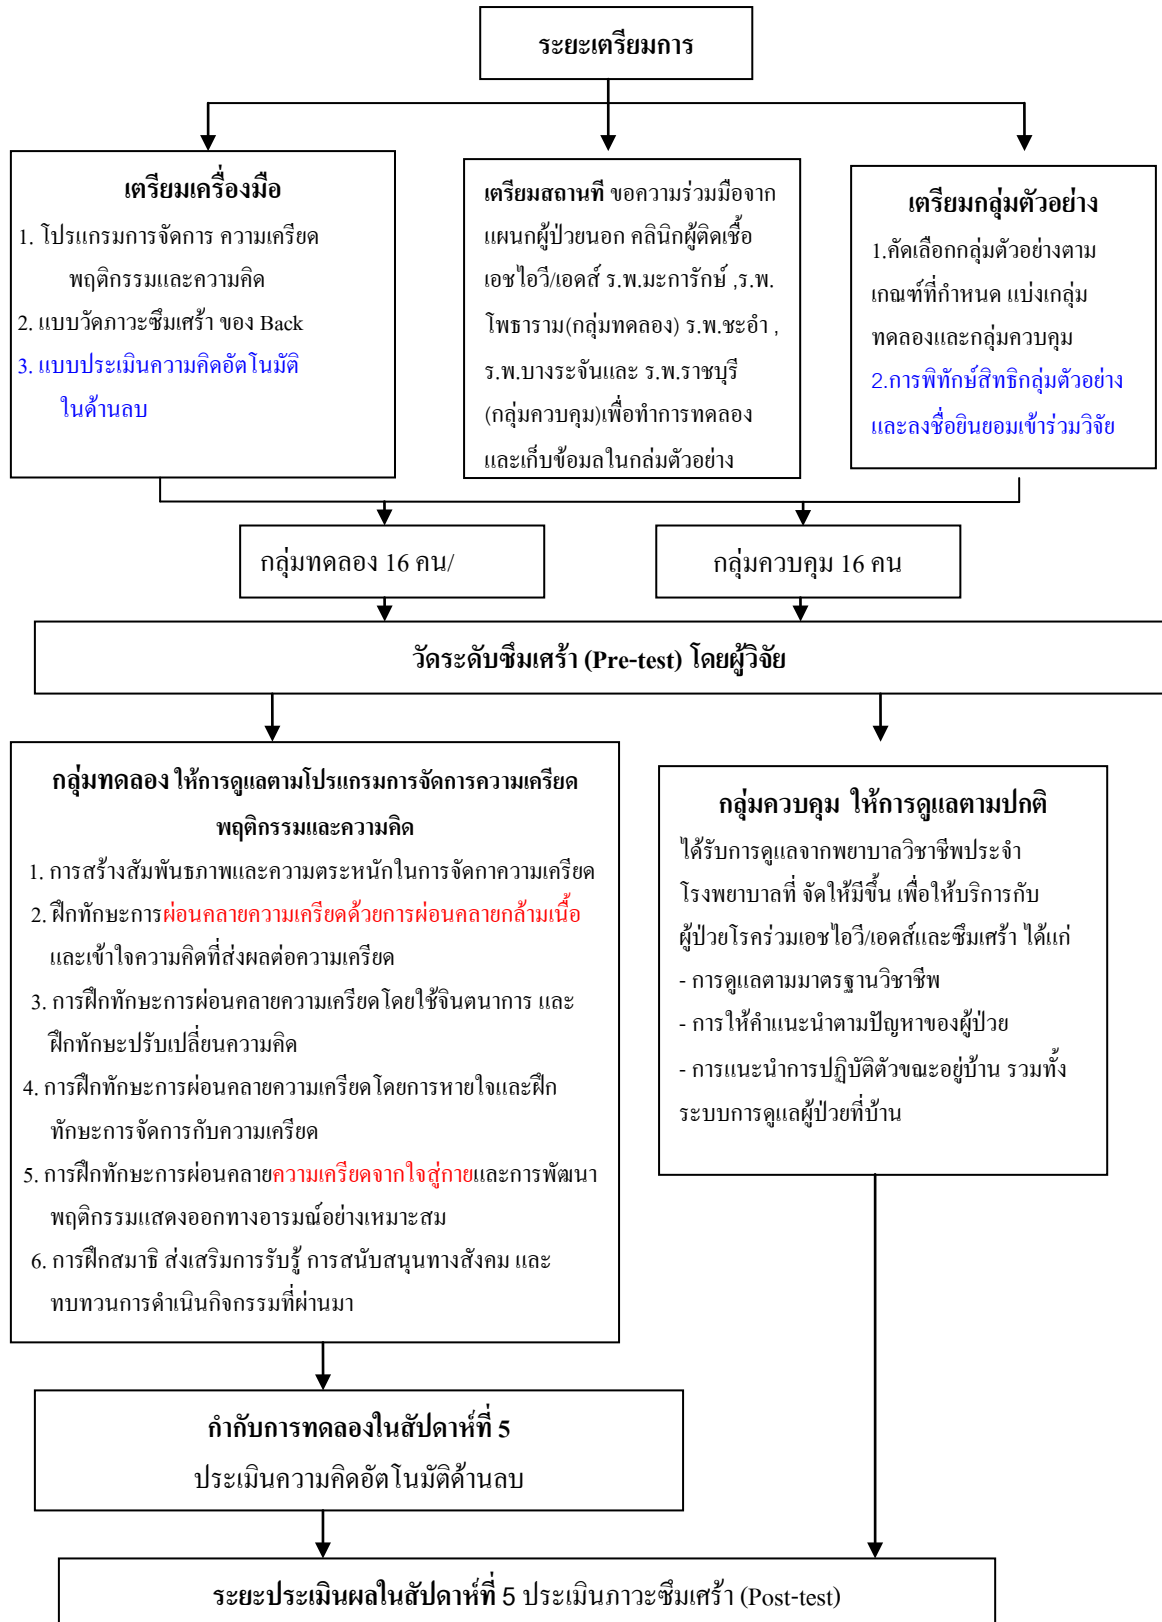 ระยะเตรียมการ
เตรียมเครื่องมือ
1. โปรแกรมการจัดการ ความเครียด
พฤติกรรมและความคิด
2. แบบวัดภาวะซึมเศร้า ของ Back
3. แบบประเมินความคิดอัตโนมัติ
ในด้านลบ
เตรียมสถานที่ ขอความร่วมมือจาก
แผนกผู้ป่วยนอก คลินิกผู้ติดเชื้อ
เอชไอวี/เอดส์ ร.พ.มะการักษ์ ,ร.พ.
โพธาราม(กลุ่มทดลอง) ร.พ.ชะอำ ,
ร.พ.บางระจันและ ร.พ.ราชบุรี
(กลุ่มควบคุม)เพื่อทำการทดลอง
และเก็บข้อมูลในกลุ่มตัวอย่าง
เตรียมกลุ่มตัวอย่าง
1.คัดเลือกกลุ่มตัวอย่างตาม
เกณฑ์ที่กำหนด แบ่งเกลุ่ม
ทดลองและกลุ่มควบคุม
2.การพิทักษ์สิทธิกลุ่มตัวอย่าง
และลงชื่อยินยอมเข้าร่วมวิจัย
กลุ่มทดลอง 16 คน/
กลุ่มควบคุม 16 คน
วัดระดับซึมเศร้า (Pre-test) โดยผู้วิจัย
กลุ่มทดลอง ให้การดูแลตามโปรแกรมการจัดการความเครียด
พฤติกรรมและความคิด
1. การสร้างสัมพันธภาพและความตระหนักในการจัดกาความเครียด
2. ฝึกทักษะการผ่อนคลายความเครียดด้วยการผ่อนคลายกล้ามเนื้อ
และเข้าใจความคิดที่ส่งผลต่อความเครียด
3. การฝึกทักษะการผ่อนคลายความเครียดโดยใช้จินตนาการ และ
ฝึกทักษะปรับเปลี่ยนความคิด
4. การฝึกทักษะการผ่อนคลายความเครียดโดยการหายใจและฝึก
ทักษะการจัดการกับความเครียด
5. การฝึกทักษะการผ่อนคลายความเครียดจากใจสู่กายและการพัฒนา
พฤติกรรมแสดงออกทางอารมณ์อย่างเหมาะสม
6. การฝึกสมาธิ ส่งเสริมการรับรู้ การสนับสนุนทางสังคม และ
ทบทวนการดำเนินกิจกรรมที่ผ่านมา
กลุ่มควบคุม ให้การดูแลตามปกติ
ได้รับการดูแลจากพยาบาลวิชาชีพประจำ
โรงพยาบาลที่ จัดให้มีขึ้น เพื่อให้บริการกับ
ผู้ป่วยโรคร่วมเอชไอวี/เอดส์และซึมเศร้า ได้แก่
- การดูแลตามมาตรฐานวิชาชีพ
- การให้คำแนะนำตามปัญหาของผู้ป่วย
- การแนะนำการปฏิบัติตัวขณะอยู่บ้าน รวมทั้ง
ระบบการดูแลผู้ป่วยที่บ้าน
กำกับการทดลองในสัปดาห์ที่ 5
ประเมินความคิดอัตโนมัติด้านลบ
ระยะประเมินผลในสัปดาห์ที่ 5 ประเมินภาวะซึมเศร้า (Post-test)